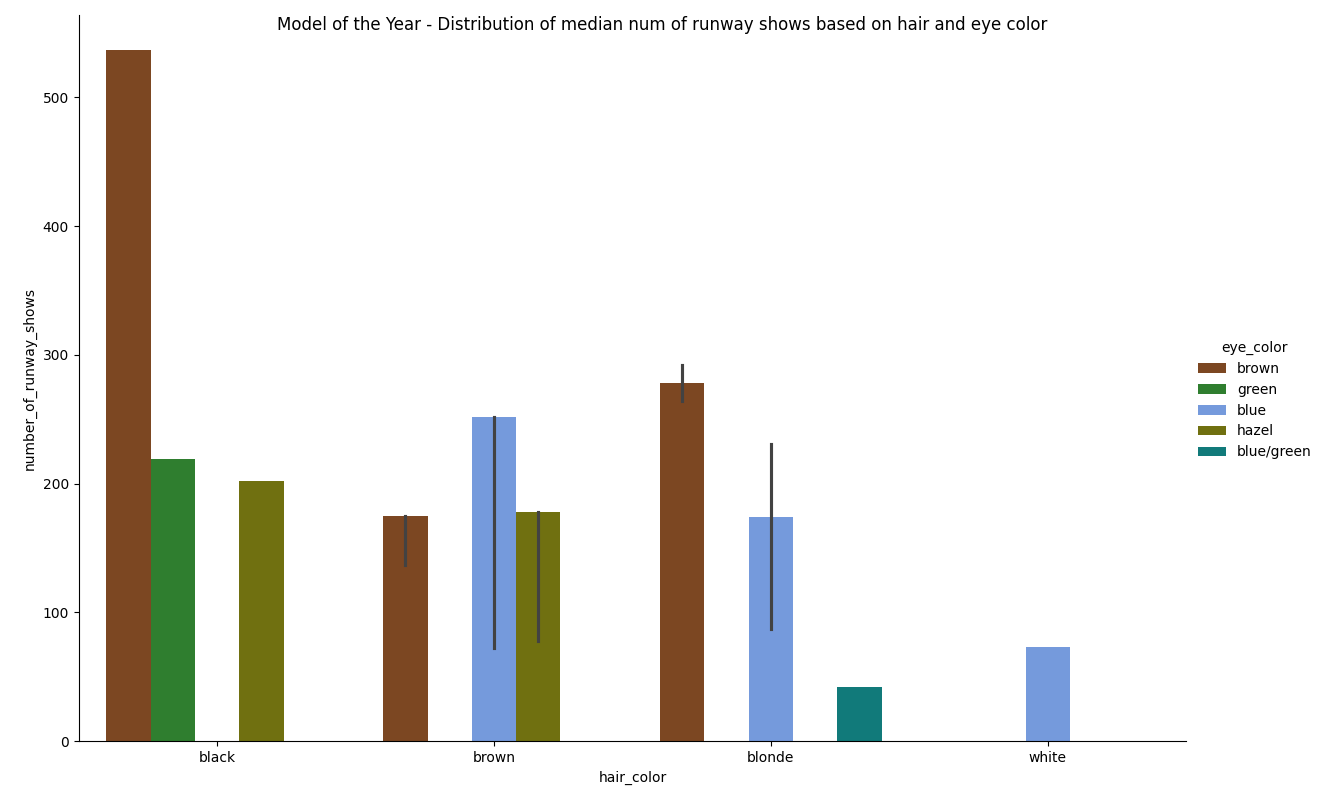 Model of the Year - Distribution of median num of runway shows based on hair and eye color
number_of_runway_shows
500
400
300
200
100
0
black
brown
blonde
white
hair_color
eye_color
brown
green
blue
hazel
blue/green